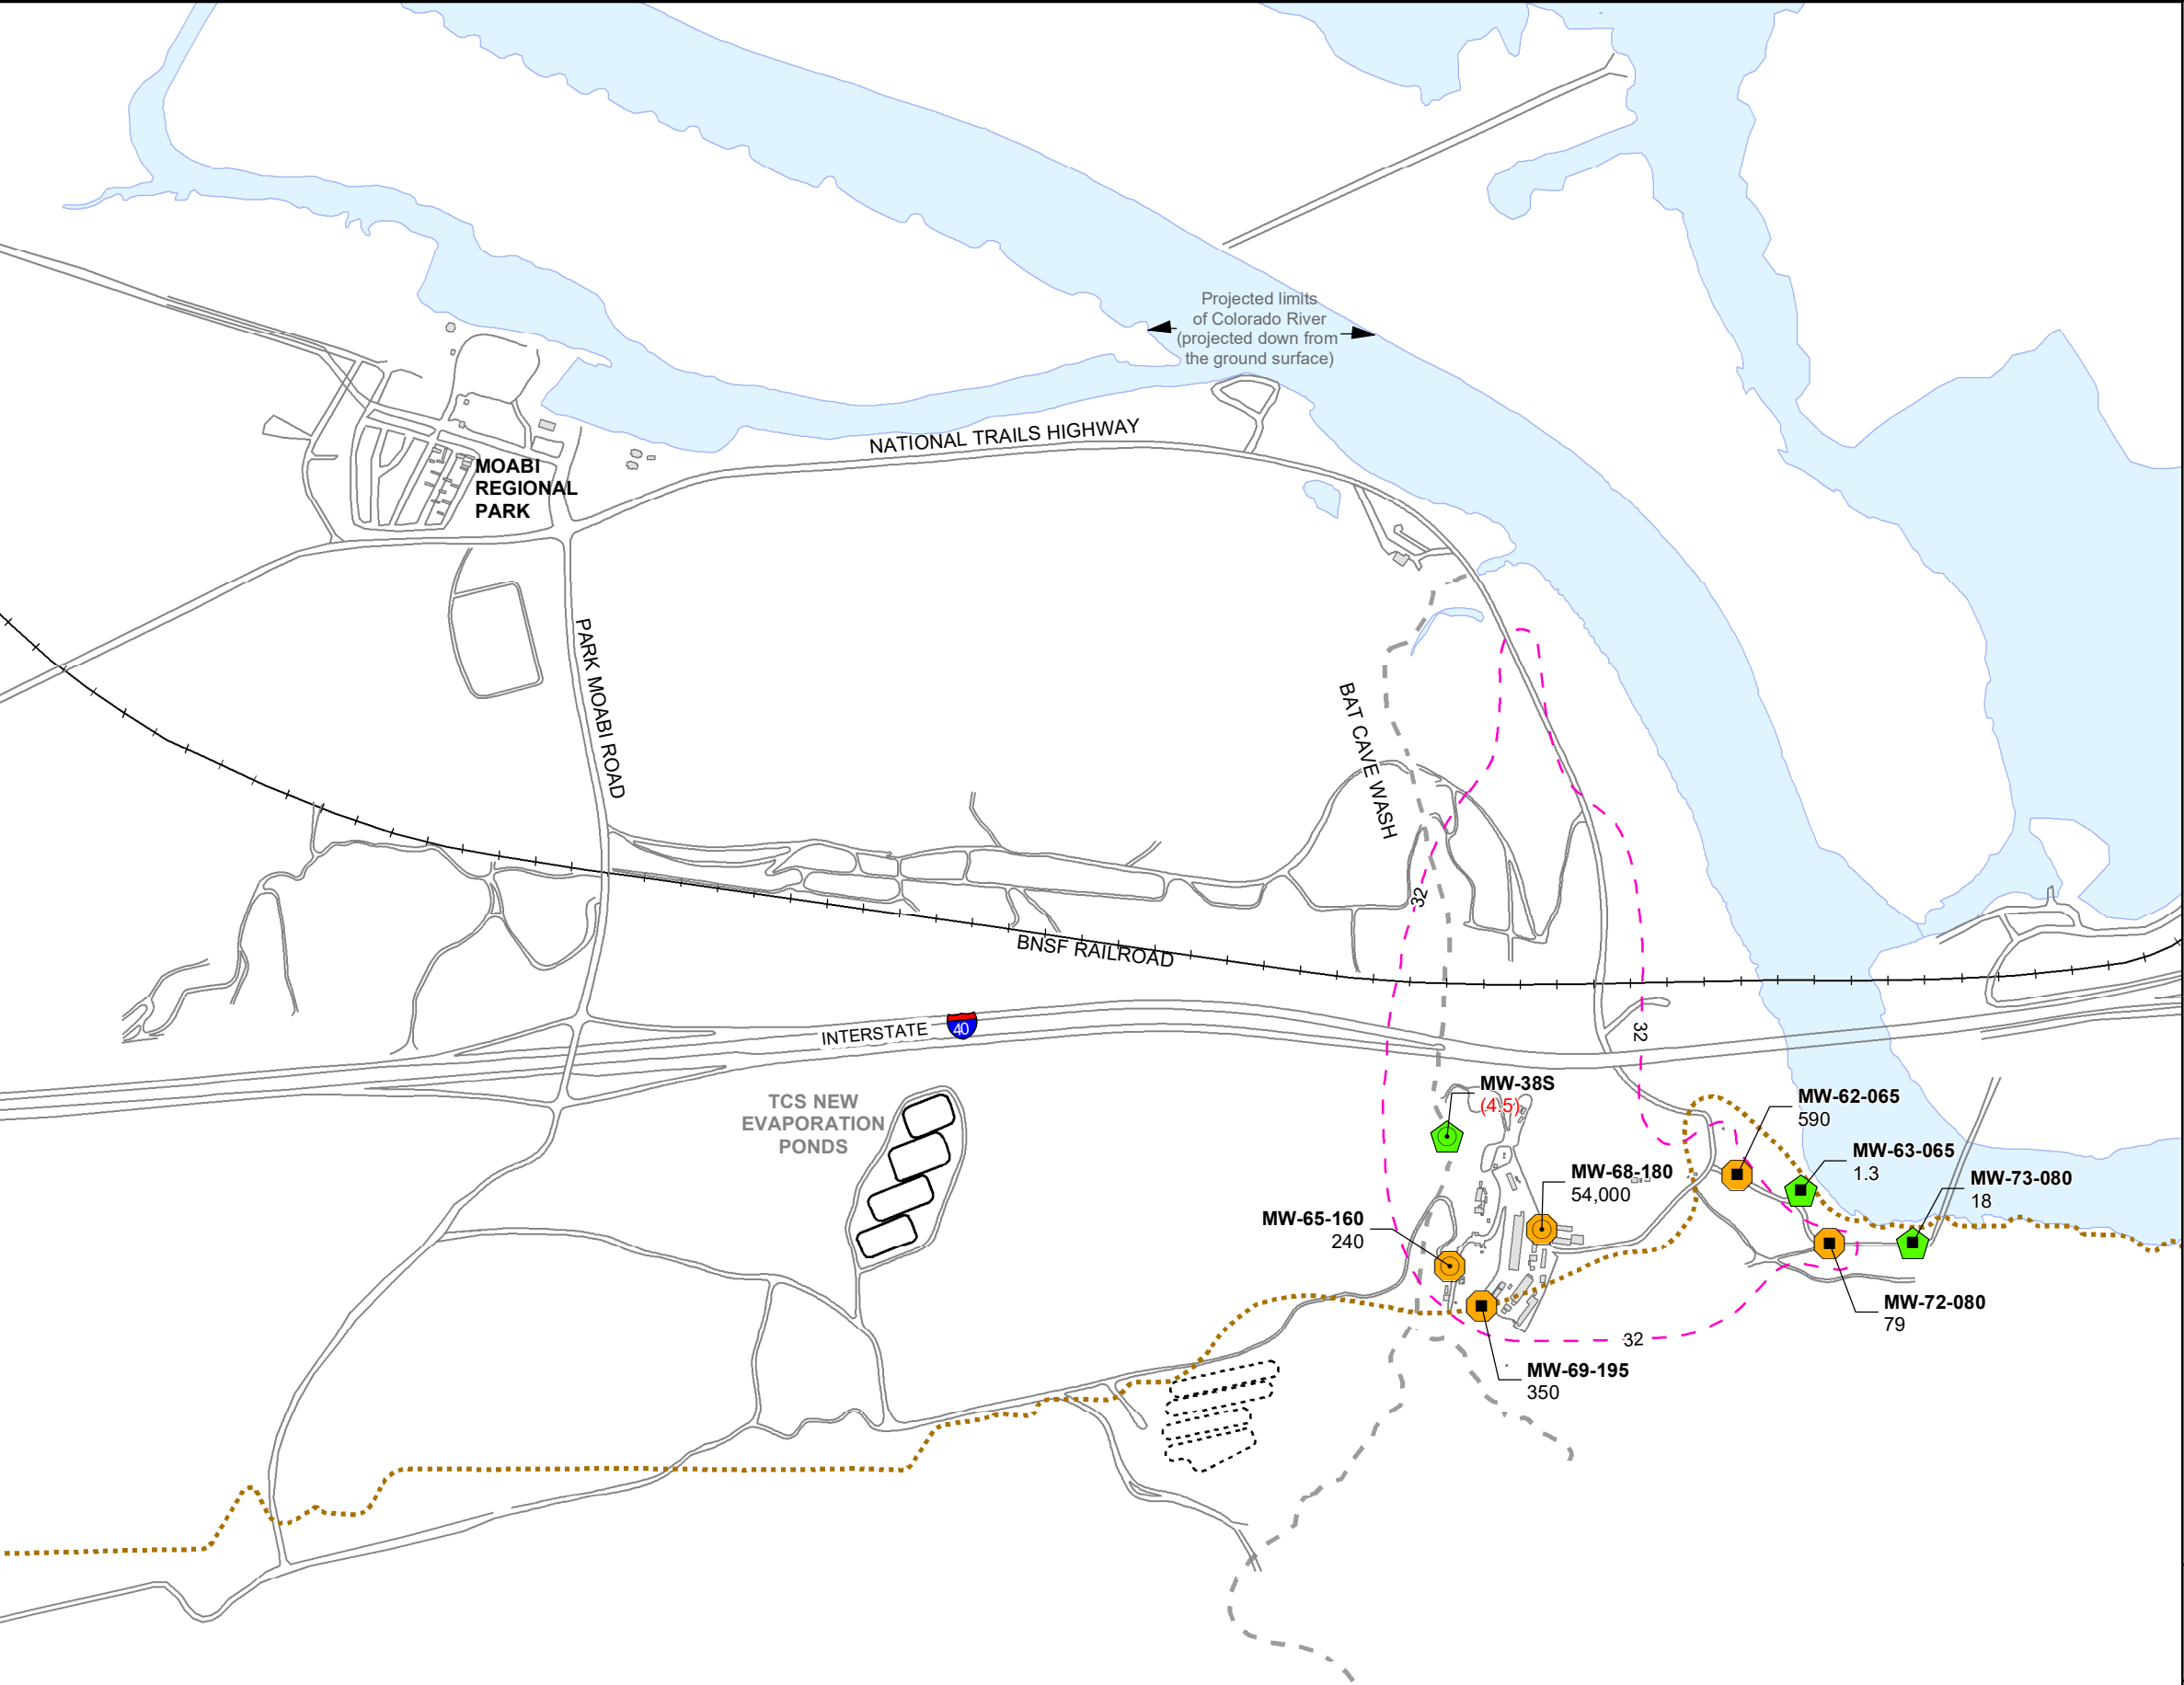 Projected limits
of Colorado River
(projected down from
the ground surface)
NATIONAL TRAILS HIGHWAY
MOABI
REGIONAL
PARK
PARK MOABI ROAD
BAT CAVE WASH
32
BNSF RAILROAD
INTERSTATE 40
32
TCS NEW
EVAPORATION
PONDS
MW-38S
(4.5)
MW-62-065
590
MW-63-065
1.3
MW-68-180
54,000
MW-73-080
18
MW-65-160
240
MW-72-080
79
32
MW-69-195
350